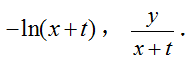 −ln(x+t), y/(x+t).